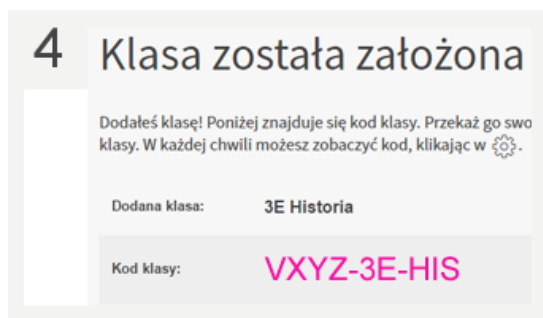 4
Klasa została założona
Dodałeś klasę! Poniżej znajduje się kod klasy. Przekaż go swo
klasy. W każdej chwili możesz zobaczyć kod, klikając w .
Dodana klasa: 3E Historia
Kod klasy: VXYZ-3E-HIS